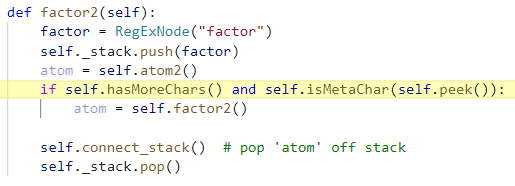 def factor2(self):
    factor = RegExNode("factor")
    self._stack.push(factor)
    atom = self.atom2()
    if self.hasMoreChars() and self.isMetaChar(self.peek()):
        atom = self.factor2()

    self.connect_stack()  # pop 'atom' off stack
    self._stack.pop()